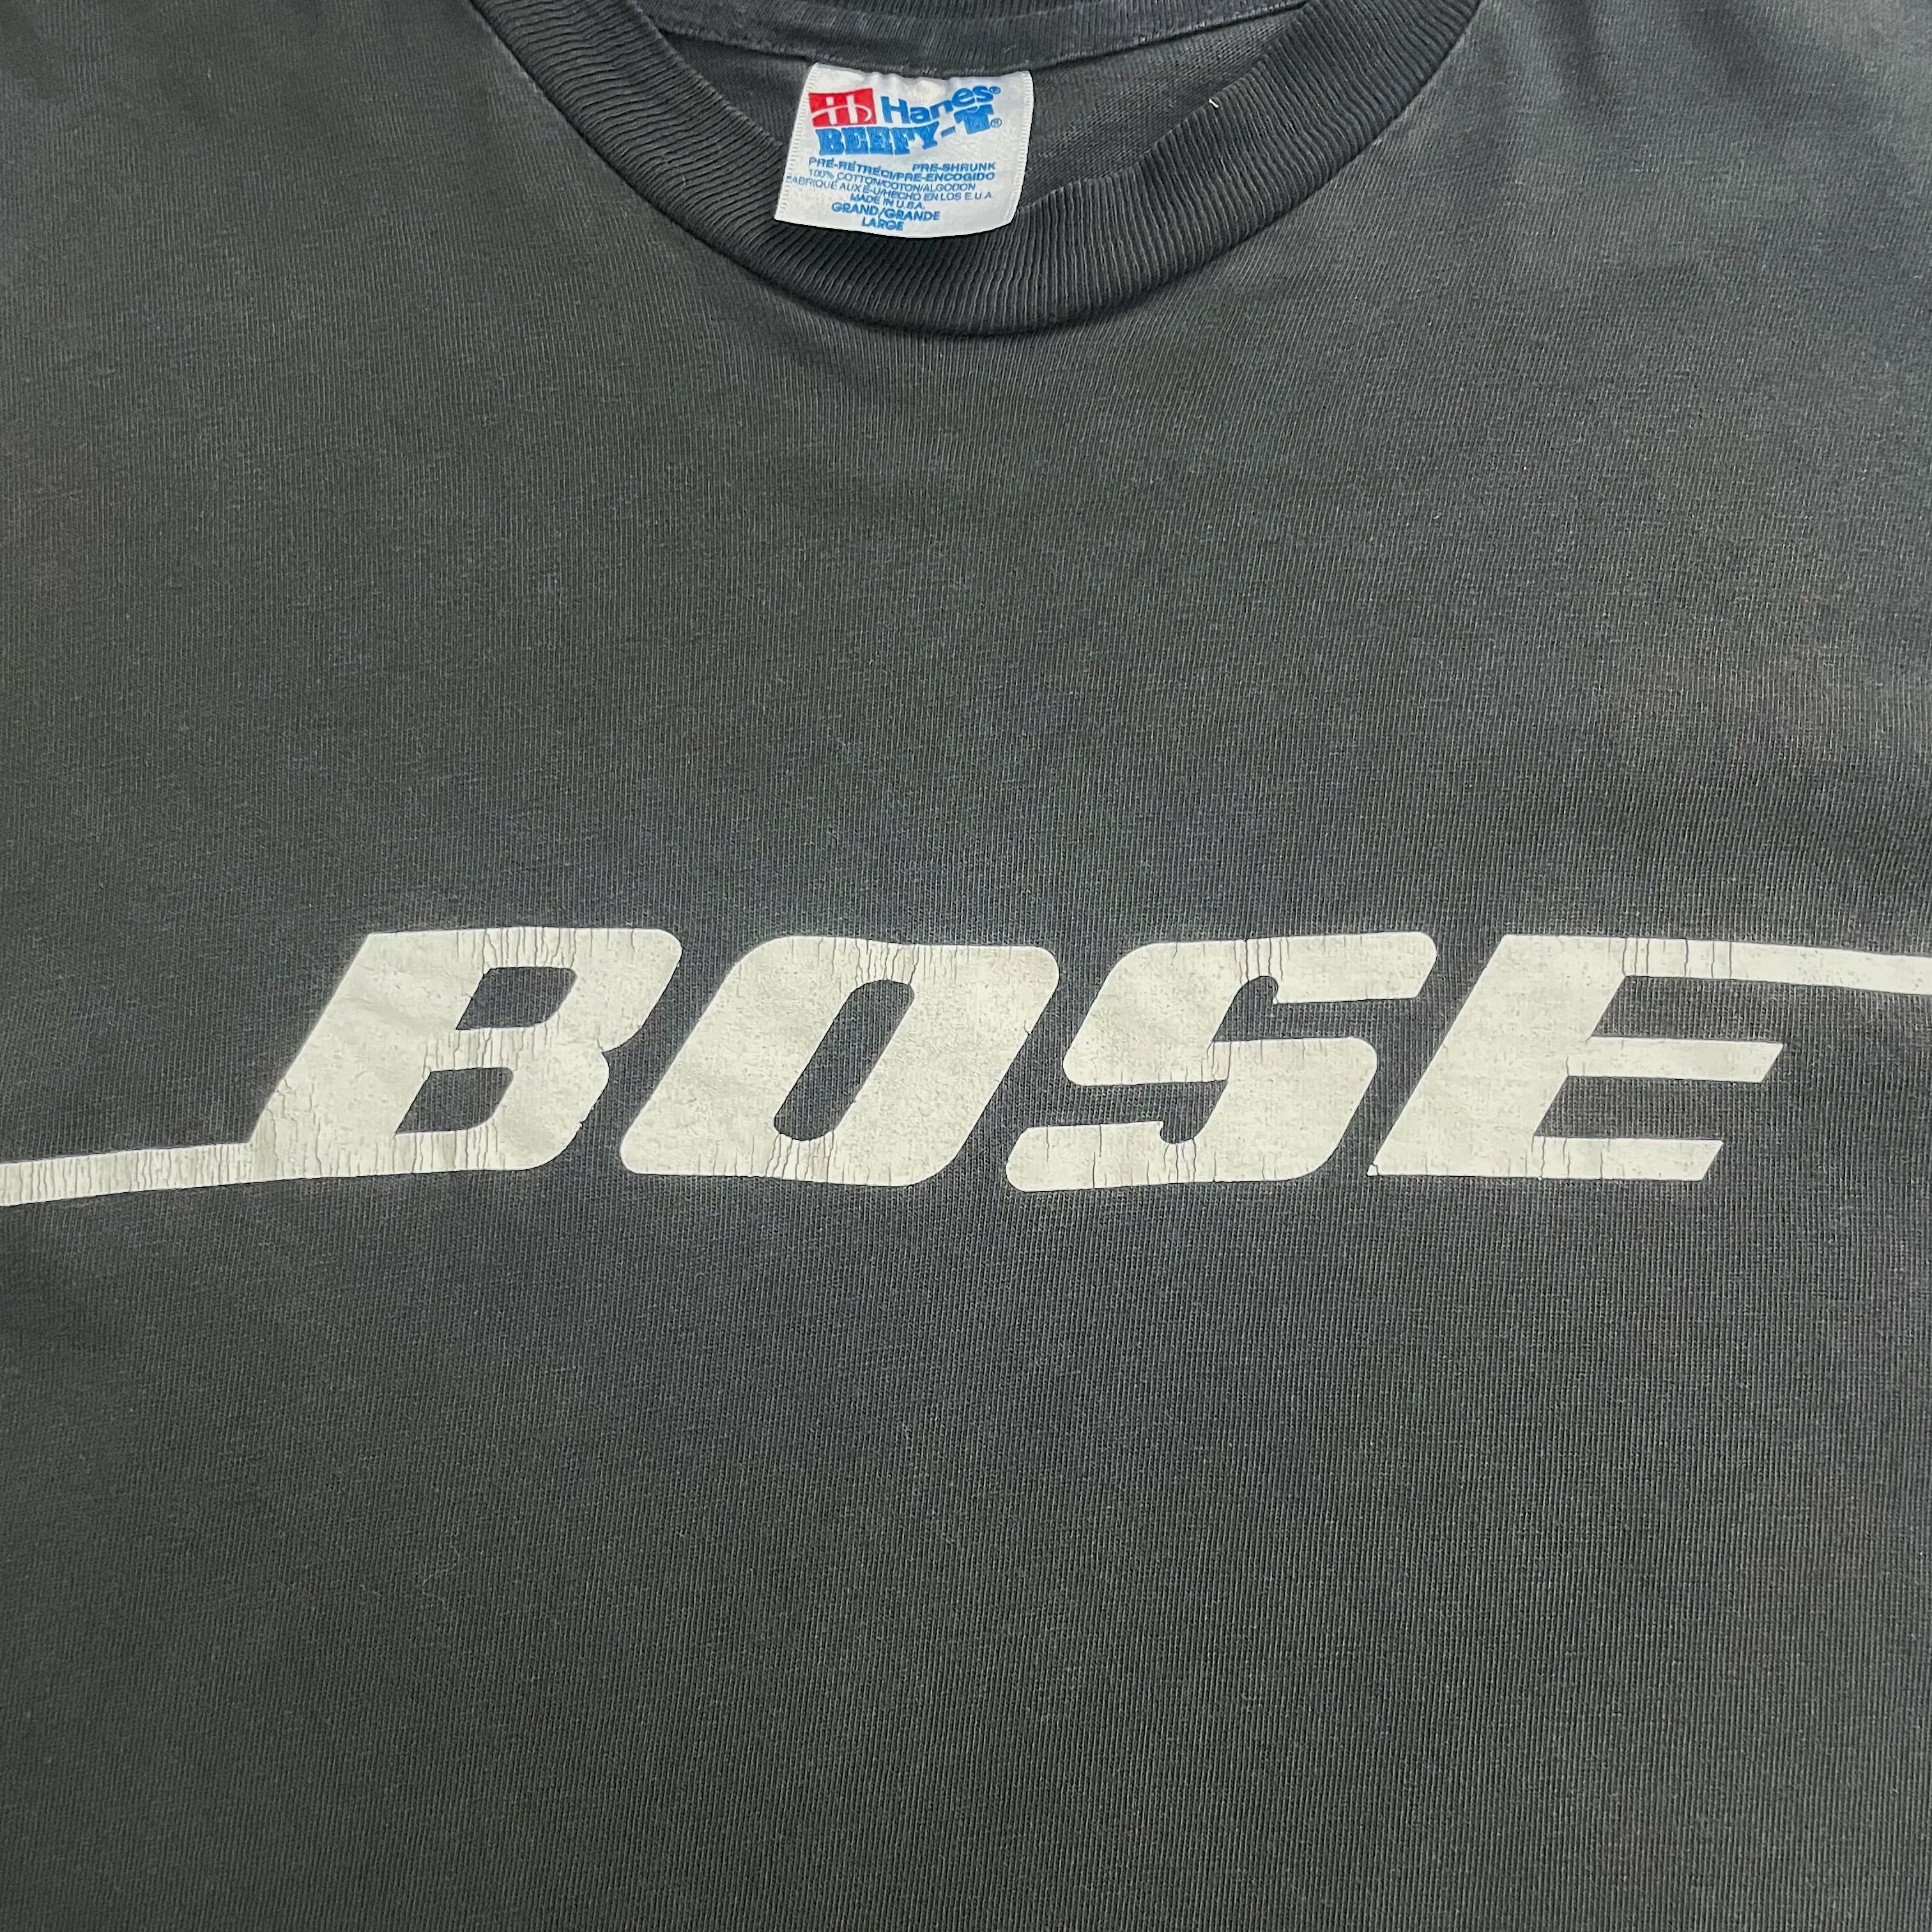 Hanes®
BEEFY-T®
PRÉ-RÉTRÉCI/PRE-ENCOGIDO PRE-SHRUNK
100% COTTON/COTON/ALGODON
FABRIQUÉ AUX É-U/HECHO EN LOS E.U.A.
MADE IN U.S.A.
GRAND/GRANDE
LARGE
BOSE